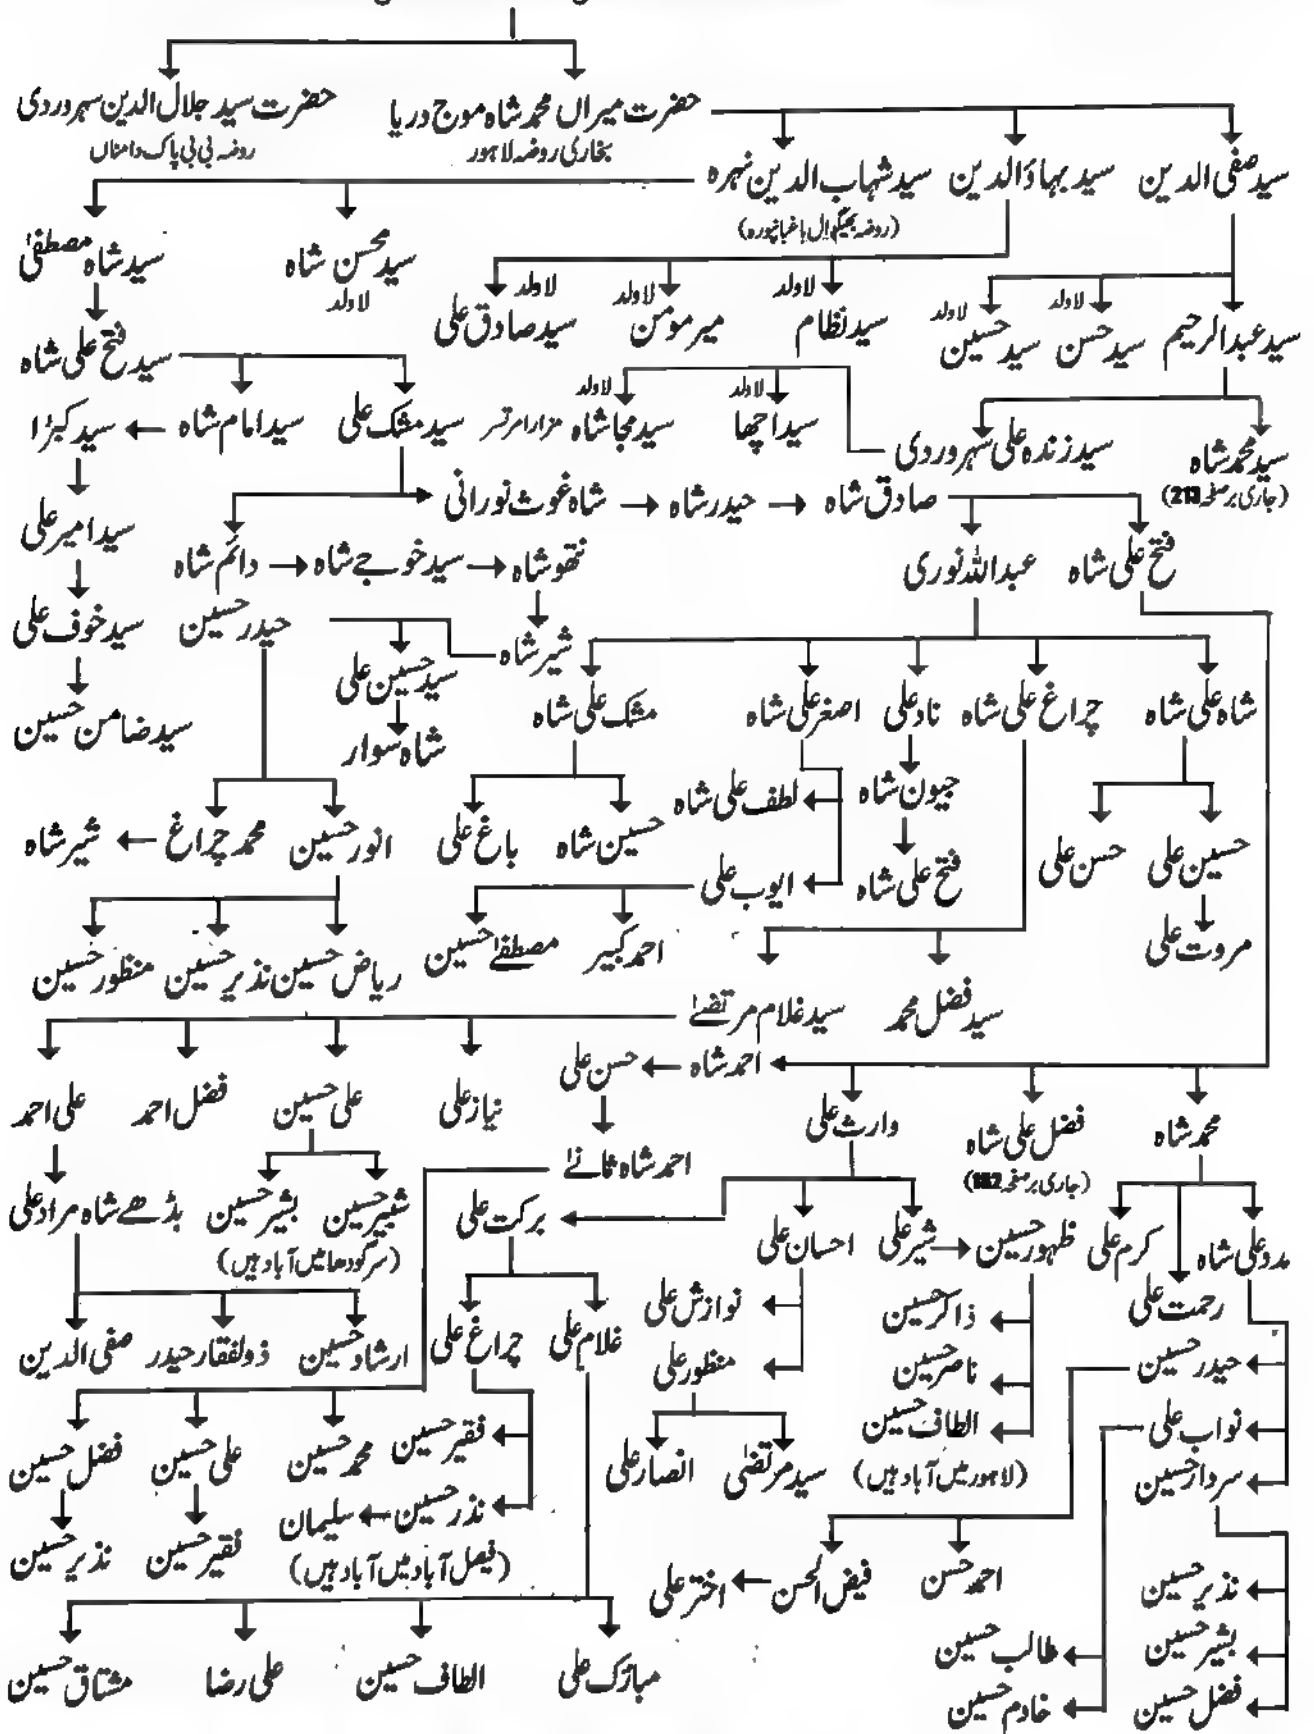 حضرت میراں محمد شاہ موج دریا حضرت سید جلال الدین سہروردی
بخاری روضہ لاہور روضہ بی بی پاک دامناں
سید صفی الدین سید بہاؤالدین سید شہاب الدین نہرہ
(روضہ بھیگیوال باغبانپورہ)
سید محسن شاہ سید شاہ مصطفیٰ
لاولد
لاولد لاولد لاولد
سید نظام میر مومن سید صادق علی
لاولد لاولد
سید عبدالرحیم سید حسن سید حسین
سید فتح علی شاہ
لاولد لاولد
سید اچھا سید مجا شاہ مزار امرتسر سید مشک علی سید امام شاہ سید کبڑا
سید محمد شاہ سید زندہ علی سہروردی
(جاری بر صفحہ 213)
صادق شاہ حیدر شاہ شاہ غوث نورانی
سید امیر علی
فتح علی شاہ عبداللہ نوری نتھو شاہ سید خوجے شاہ دائم شاہ
حیدر حسین سید خوف علی
شیر شاہ سید حسین علی
شاہ علی شاہ چراغ علی شاہ ناد علی اصغر علی شاہ مشک علی شاہ
شاہ سوار سید ضامن حسین
جیون شاہ لطف علی شاہ
حسین علی حسن علی حسین شاہ باغ علی انور حسین محمد چراغ شیر شاہ
فتح علی شاہ ایوب علی
مروت علی احمد کبیر مصطفےٰ حسین ریاض حسین نذیر حسین منظور حسین
سید فضل محمد سید غلام مرتضےٰ
احمد شاہ حسن علی
نیاز علی علی حسین فضل احمد علی احمد
محمد شاہ فضل علی شاہ وارث علی
(جاری بر صفحہ 182)
احمد شاہ ثانےٰ
شبیر حسین بشیر حسین بڈھے شاہ مراد علی
(سرگودھا میں آباد ہیں)
مدد علی شاہ کرم علی ظہور حسین شیر علی احسان علی برکت علی
رحمت علی
ذاکر حسین نوازش علی
غلام علی چراغ علی ارشاد حسین ذولفقار حیدر صفی الدین
حیدر حسین ناصر حسین منظور علی
نواب علی الطاف حسین
سردار حسین (لاہور میں آباد ہیں) سید مرتضیٰ انصار علی
فقیر حسین محمد حسین علی حسین فضل حسین
نذر حسین سلیمان
(فیصل آباد میں آباد ہیں) فقیر حسین نذیر حسین
نذیر حسین احمد حسن فیض الحسن اختر علی
بشیر حسین طالب حسین
فضل حسین خادم حسین
مبارک علی الطاف حسین علی رضا مشتاق حسین